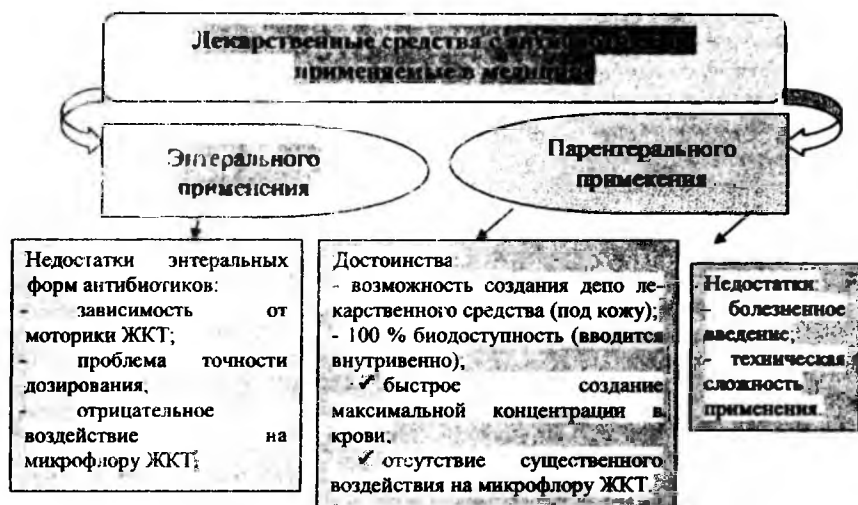 Лекарственные средства с
применяемые в медицине
Энтерального
применения
Парентерального
применения
Недостатки энтеральных
форм антибиотиков:
- зависимость от
моторики ЖКТ;
- проблема точности
дозирования,
- отрицательное
воздействие на
микрофлору ЖКТ;
Достоинства
- возможность создания депо ле-
карственного средства (под кожу);
- 100 % биодоступность (вводится
внутривенно),
✔ быстрое создание
максимальной концентрации в
крови;
✔ отсутствие существенного
воздействия на микрофлору ЖКТ.
Недостатки:
- болезненное
введение;
- техническая
сложность
применения.